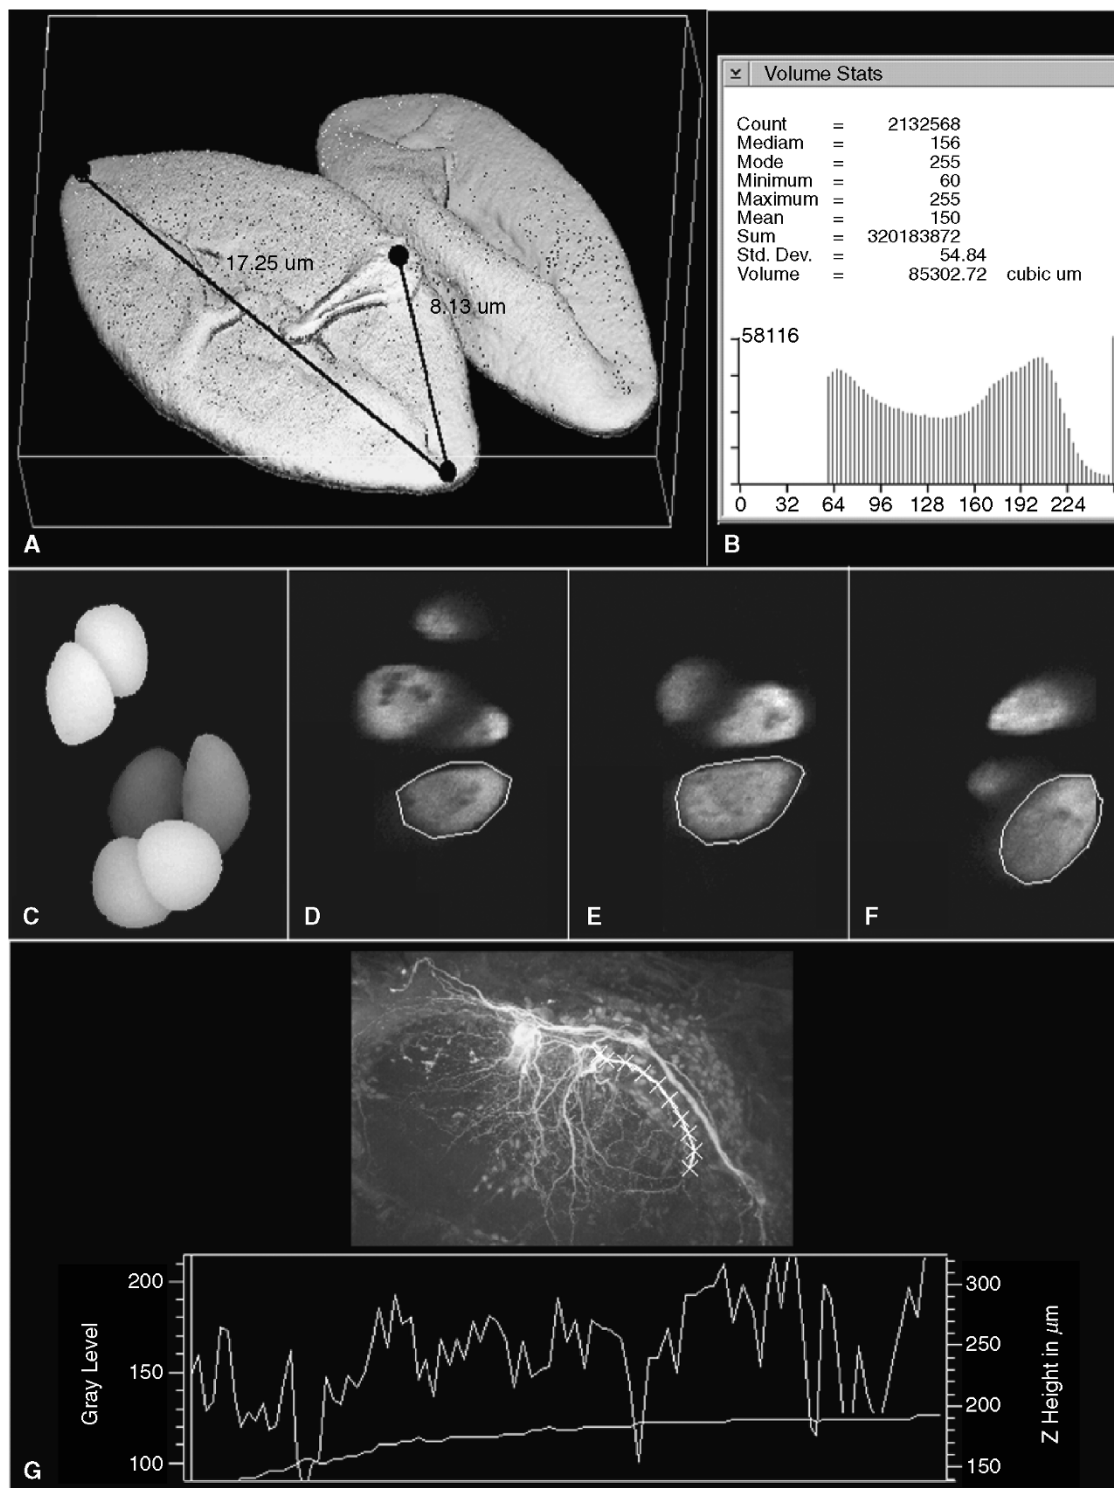 17.25 um
8.13 um
A
Volume Stats
Count = 2132568
Mediam = 156
Mode = 255
Minimum = 60
Maximum = 255
Mean = 150
Sum = 320183872
Std. Dev. = 54.84
Volume = 85302.72 cubic um
58116
0 32 64 96 128 160 192 224
B
C
D
E
F
Gray Level
200
150
100
300
250
200
150
Z Height in μm
G